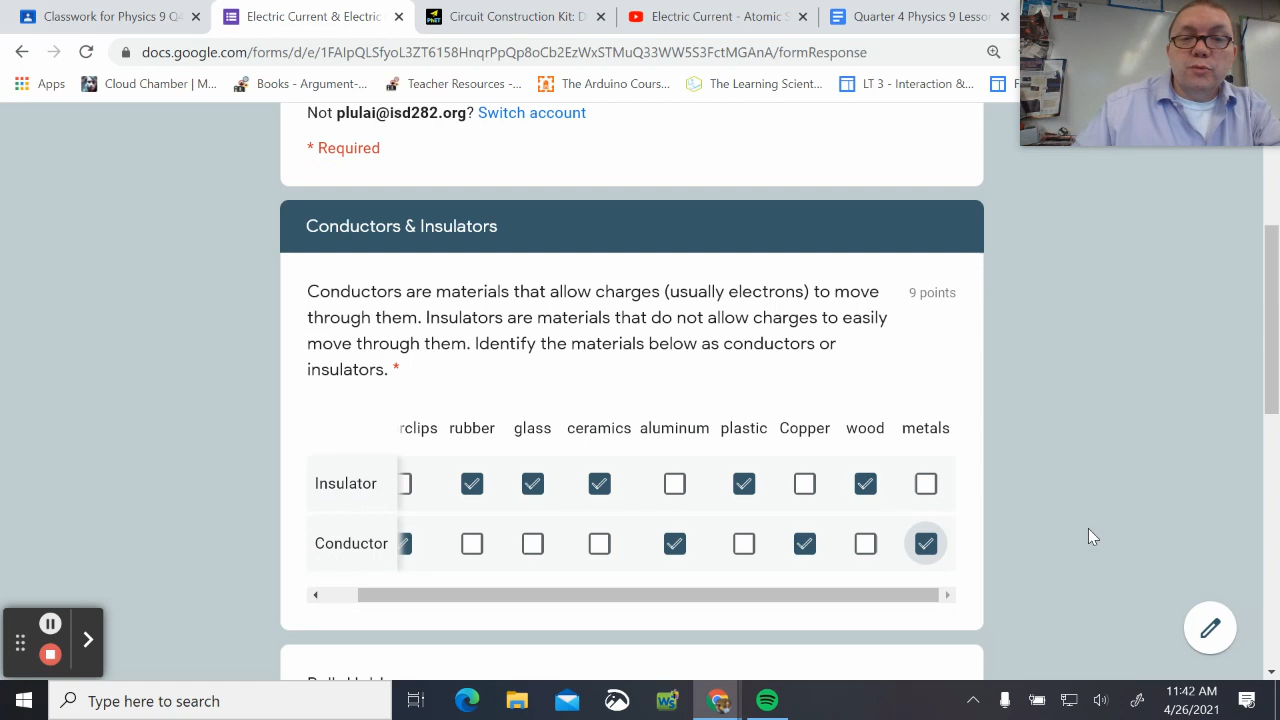 Classwork for Physics 9 Q4
Electric Current & Electric
PhET
Circuit Construction Kit: D
Electric Current - Atomic S
Quarter 4 Physics 9 Lesso
docs.google.com/forms/d/e/1FAIpQLSfyoL3ZT6158HnqrPpQp8oCb2EzWxSTMuQ33WW5S3FctMGAnA/formResponse
Apps
Cloud Chamber | M...
Books - Argument-...
Teacher Resources -...
The Arduino Cours...
The Learning Scient...
LT 3 - Interaction &...
F
Not plulai@isd282.org? Switch account
* Required
Conductors & Insulators
Conductors are materials that allow charges (usually electrons) to move
9 points
through them. Insulators are materials that do not allow charges to easily
move through them. Identify the materials below as conductors or
insulators. *
rclips rubber glass ceramics aluminum plastic Copper wood metals
Insulator
Conductor
Type here to search
11:42 AM
4/26/2021